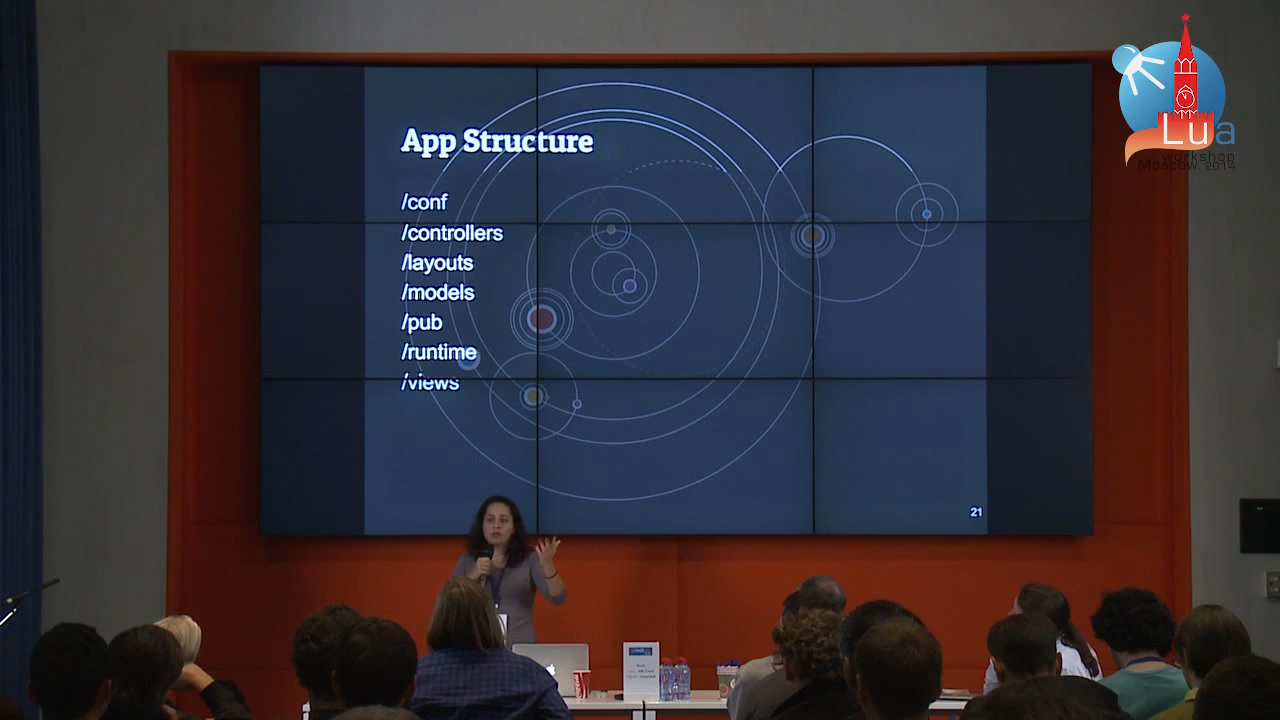 App Structure
/conf
/controllers
/layouts
/models
/pub
/runtime
/views
21
Lua
workshop
Moscow 2014